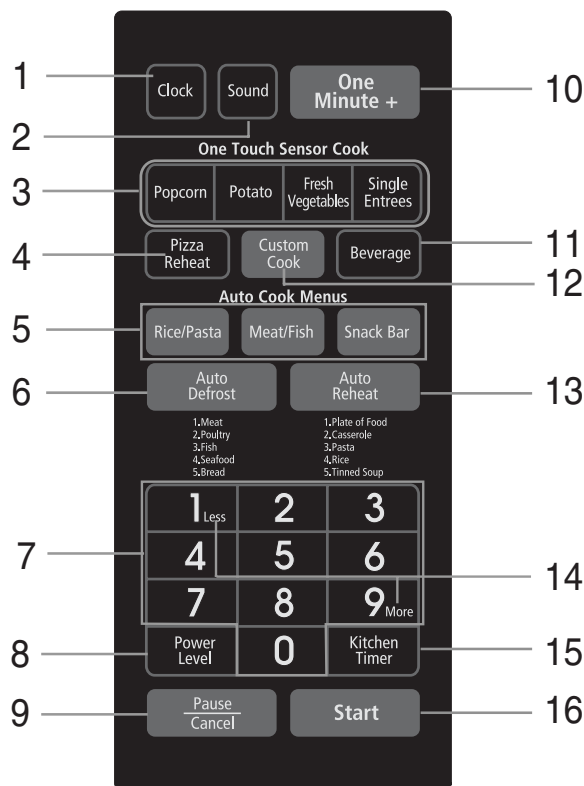 1
Clock
Sound
One
Minute +
10
2
One Touch Sensor Cook
3
Popcorn
Potato
Fresh
Vegetables
Single
Entrees
4
Pizza
Reheat
Custom
Cook
Beverage
11
12
Auto Cook Menus
5
Rice/Pasta
Meat/Fish
Snack Bar
6
Auto
Defrost
Auto
Reheat
13
1.Meat
2.Poultry
3.Fish
4.Seafood
5.Bread
1.Plate of Food
2.Casserole
3.Pasta
4.Rice
5.Tinned Soup
7
1 Less
2
3
4
5
6
14
7
8
9 More
8
Power
Level
0
Kitchen
Timer
15
9
Pause
Cancel
Start
16